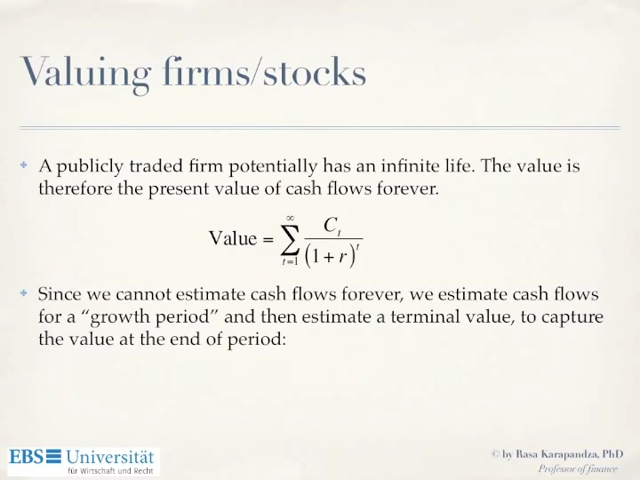 Valuing firms/stocks
A publicly traded firm potentially has an infinite life. The value is
therefore the present value of cash flows forever.
Value = ∑_{t=1}^{∞} C_t / (1 + r)^t
Since we cannot estimate cash flows forever, we estimate cash flows
for a “growth period” and then estimate a terminal value, to capture
the value at the end of period:
EBS Universität
für Wirtschaft und Recht
© by Rasa Karapandza, PhD
Professor of finance